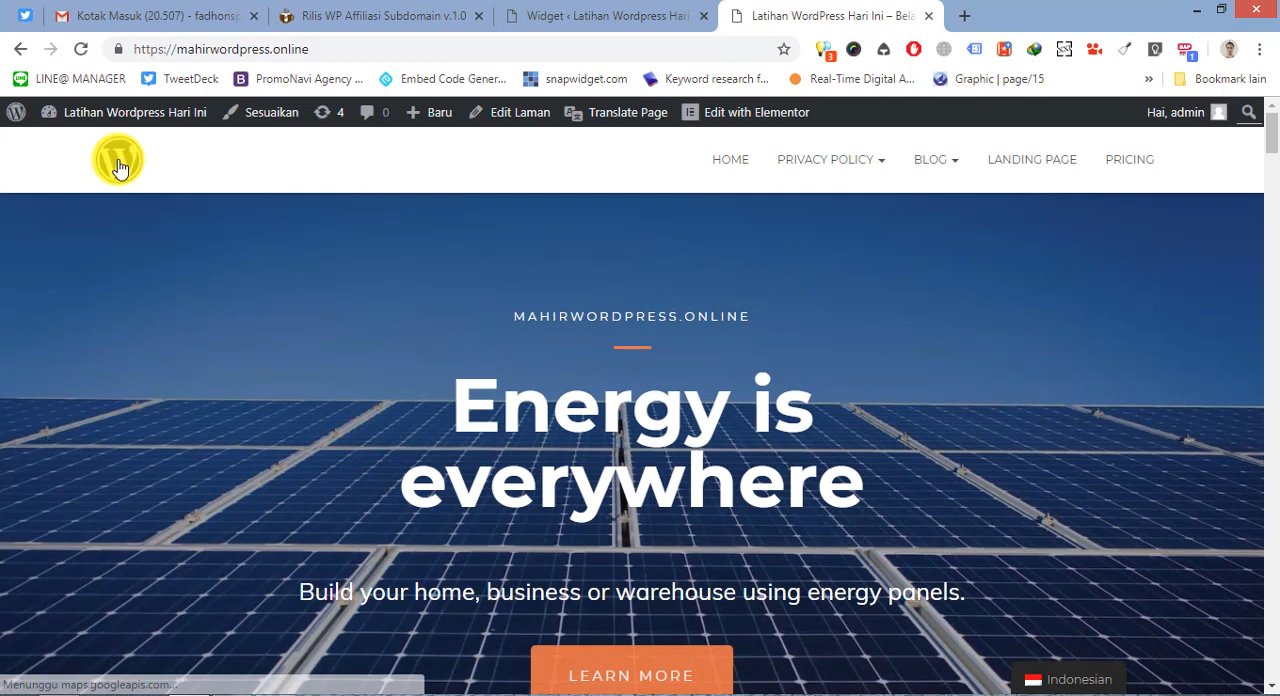 Kotak Masuk (20.507) - fadhonsp
Rilis WP Affiliasi Subdomain v.1.0
Widget ‹ Latihan Wordpress Hari
Latihan WordPress Hari Ini – Bela
https://mahirwordpress.online
3
1
LINE@ MANAGER
TweetDeck
PromoNavi Agency ...
Embed Code Gener...
snapwidget.com
Keyword research f...
Real-Time Digital A...
Graphic | page/15
»
Bookmark lain
Latihan Wordpress Hari Ini
Sesuaikan
4
0
Baru
Edit Laman
Translate Page
Edit with Elementor
Hai, admin
HOME
PRIVACY POLICY
BLOG
LANDING PAGE
PRICING
MAHIRWORDPRESS.ONLINE
Energy is
everywhere
Build your home, business or warehouse using energy panels.
LEARN MORE
Menunggu maps.googleapis.com...
Indonesian